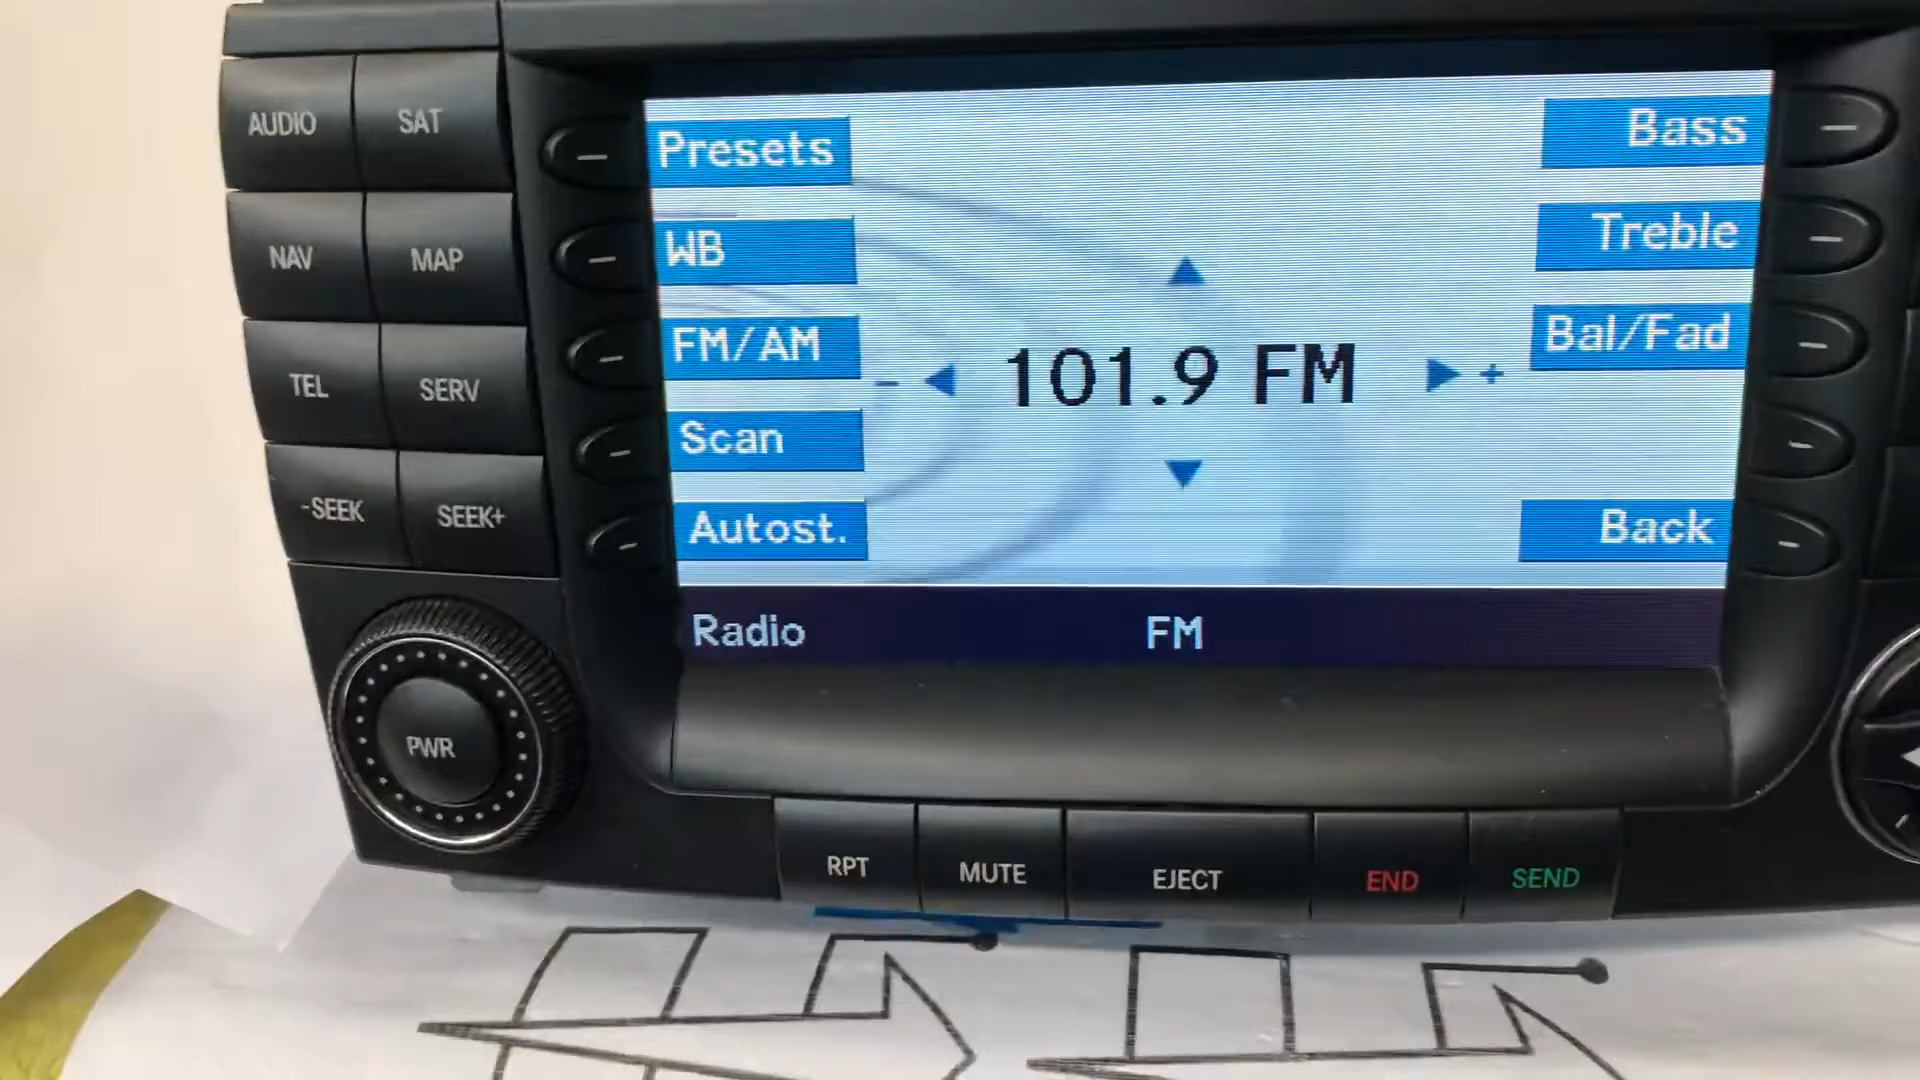 AUDIO SAT
NAV MAP
TEL SERV
-SEEK SEEK+
PWR
Presets
WB
FM/AM
Scan
Autost.
- 101.9 FM +
Bass
Treble
Bal/Fad
Back
Radio FM
RPT MUTE EJECT END SEND